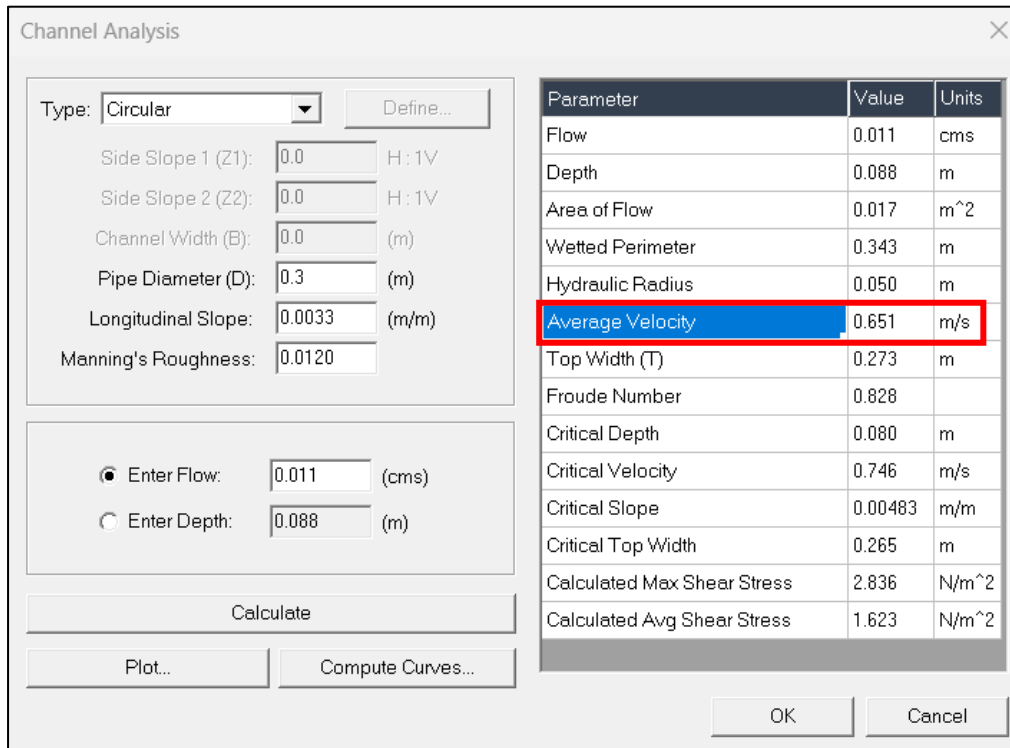 Channel Analysis
Type: Circular Define...
Side Slope 1 (Z1): 0.0 H : 1V
Side Slope 2 (Z2): 0.0 H : 1V
Channel Width (B): 0.0 (m)
Pipe Diameter (D): 0.3 (m)
Longitudinal Slope: 0.0033 (m/m)
Manning's Roughness: 0.0120
Enter Flow: 0.011 (cms)
Enter Depth: 0.088 (m)
Calculate
Plot... Compute Curves...
Parameter Value Units
Flow 0.011 cms
Depth 0.088 m
Area of Flow 0.017 m^2
Wetted Perimeter 0.343 m
Hydraulic Radius 0.050 m
Average Velocity 0.651 m/s
Top Width (T) 0.273 m
Froude Number 0.828
Critical Depth 0.080 m
Critical Velocity 0.746 m/s
Critical Slope 0.00483 m/m
Critical Top Width 0.265 m
Calculated Max Shear Stress 2.836 N/m^2
Calculated Avg Shear Stress 1.623 N/m^2
OK Cancel